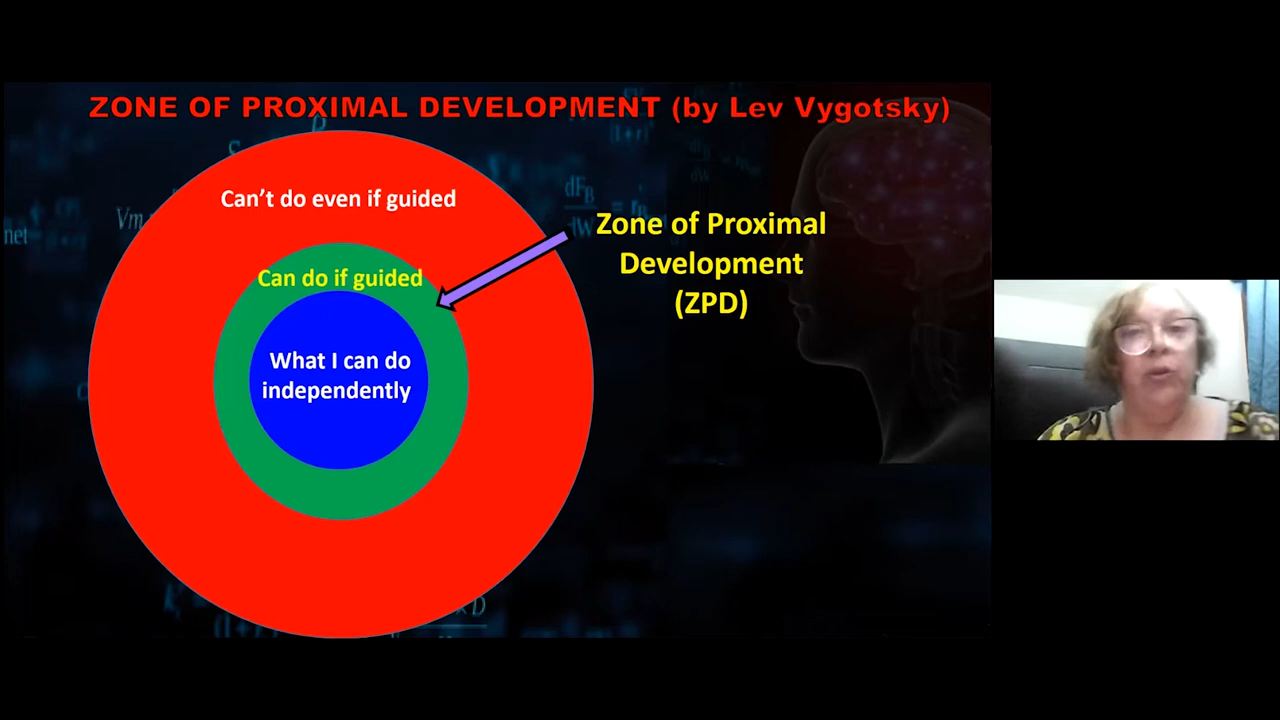 ZONE OF PROXIMAL DEVELOPMENT (by Lev Vygotsky)
Can't do even if guided
Can do if guided
What I can do
independently
Zone of Proximal
Development
(ZPD)